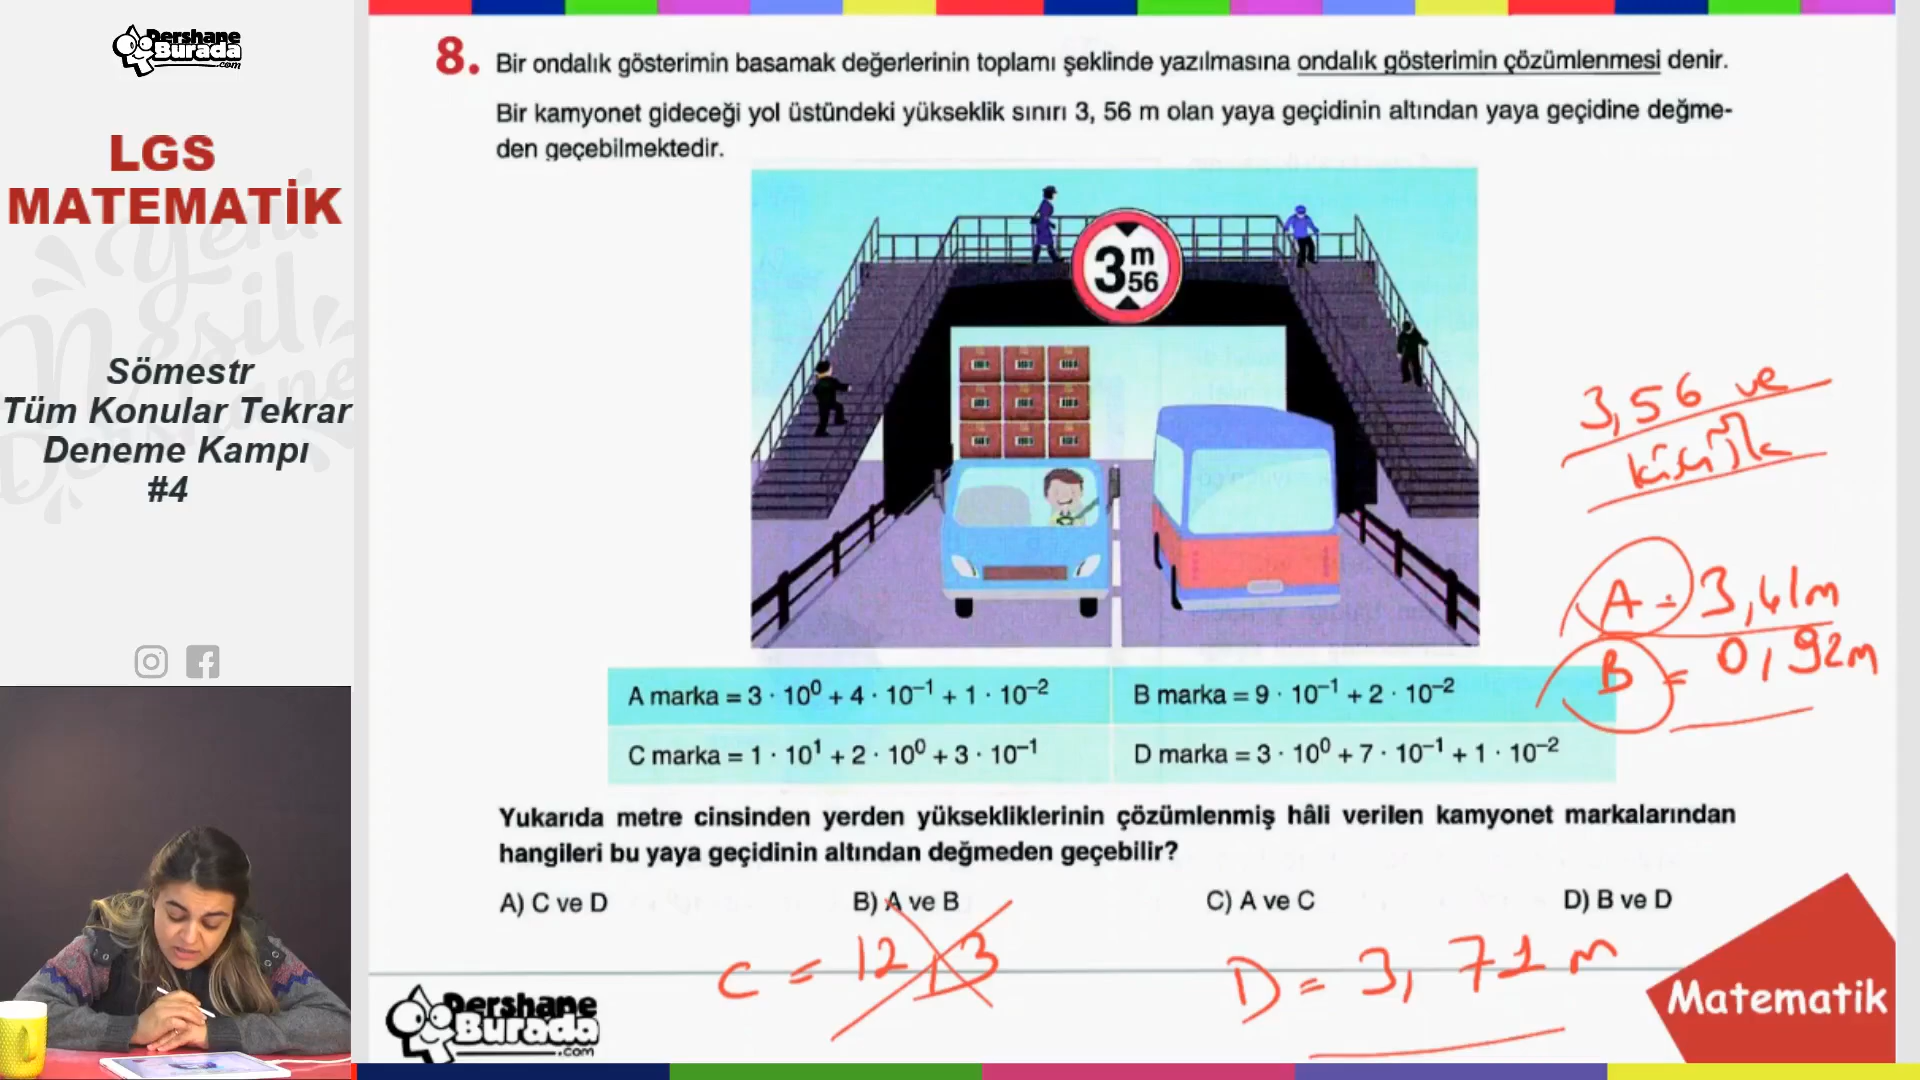 Dershane
Burada
.com
LGS
MATEMATİK
Yeni
Nesil
Dershane
Sömestr
Tüm Konular Tekrar
Deneme Kampı
#4
8. Bir ondalık gösterimin basamak değerlerinin toplamı şeklinde yazılmasına ondalık gösterimin çözümlenmesi denir.
Bir kamyonet gideceği yol üstündeki yükseklik sınırı 3, 56 m olan yaya geçidinin altından yaya geçidine değme-
den geçebilmektedir.
3 m 56
3,56 ve
küçük
A = 3,41m
B = 0,92m
A marka = 3 · 10⁰ + 4 · 10⁻¹ + 1 · 10⁻²
B marka = 9 · 10⁻¹ + 2 · 10⁻²
C marka = 1 · 10¹ + 2 · 10⁰ + 3 · 10⁻¹
D marka = 3 · 10⁰ + 7 · 10⁻¹ + 1 · 10⁻²
Yukarıda metre cinsinden yerden yüksekliklerinin çözümlenmiş hâli verilen kamyonet markalarından
hangileri bu yaya geçidinin altından değmeden geçebilir?
A) C ve D
B) A ve B
C) A ve C
D) B ve D
C = 12,3
D = 3,71 m
Dershane
Burada
.com
Matematik